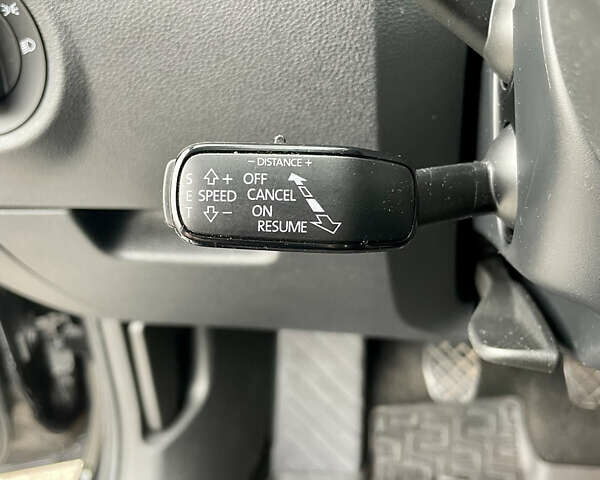 − DISTANCE +
S + OFF
E SPEED CANCEL
T − ON
RESUME